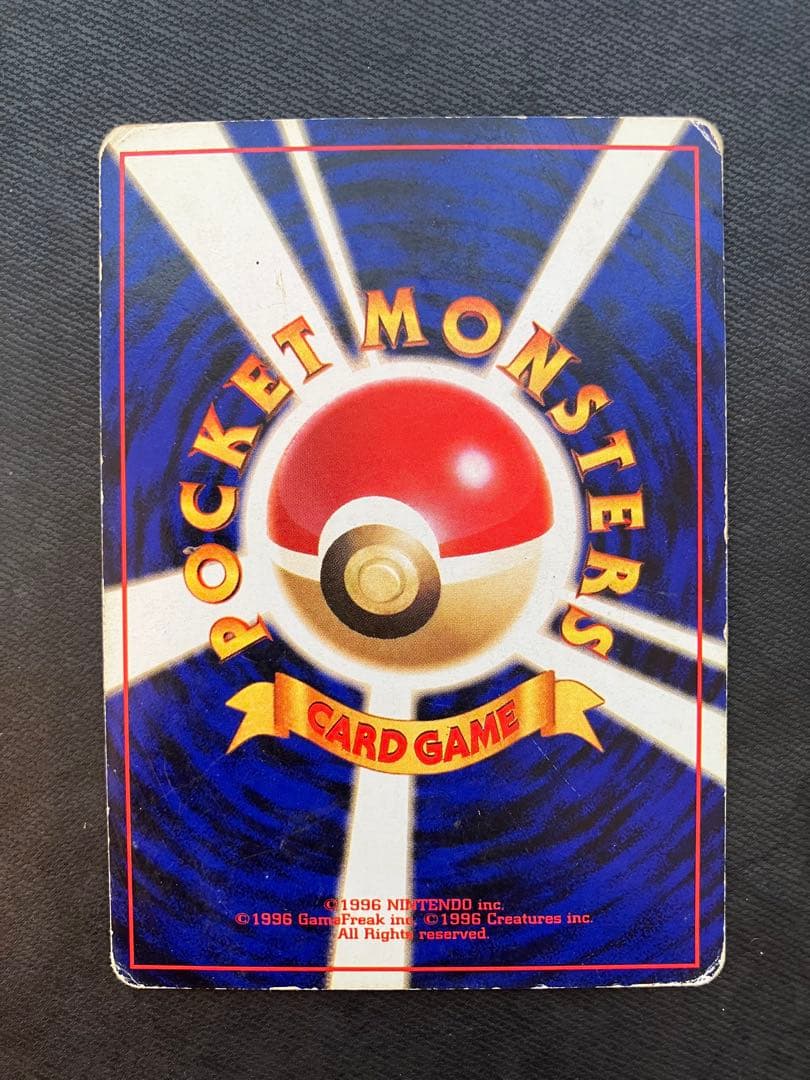 POCKET MONSTERS
CARD GAME
©1996 NINTENDO inc.
©1996 GameFreak inc. ©1996 Creatures inc.
All Rights reserved.